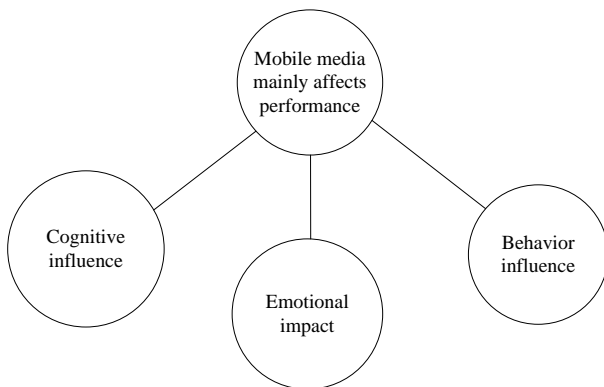 Mobile media
mainly affects
performance
Cognitive
influence
Emotional
impact
Behavior
influence